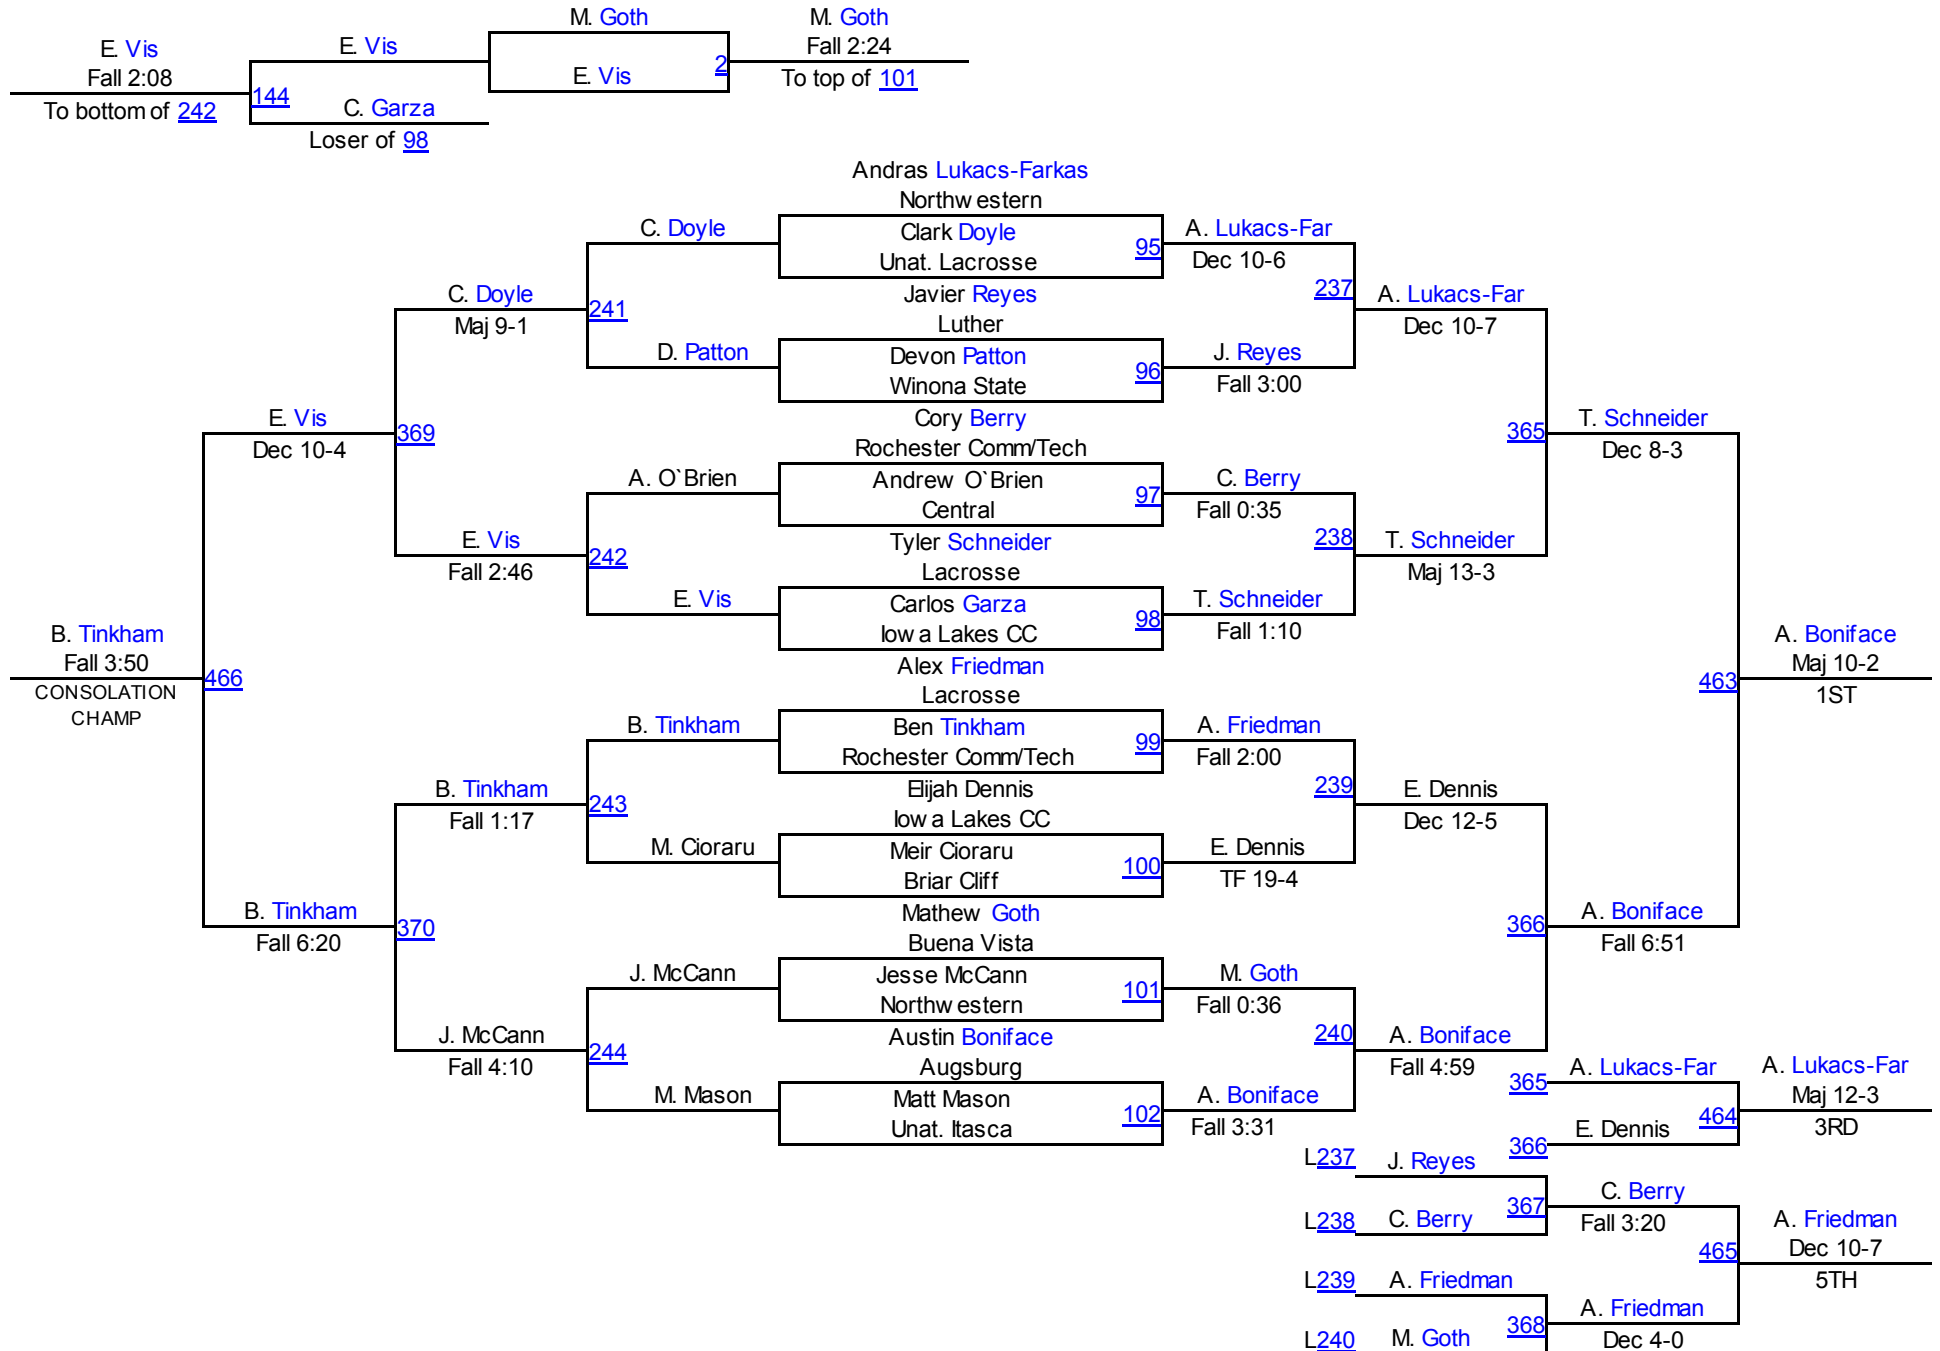 M. Goth
M. Goth
E. Vis
E. Vis
Fall 2:24
Fall 2:08
E. Vis
2
To top of 101
To bottom of 242
144
C. Garza
Loser of 98
Andras Lukacs-Farkas
Northwestern
C. Doyle
Clark Doyle
95
A. Lukacs-Far
Unat. Lacrosse
Dec 10-6
C. Doyle
241
Javier Reyes
237
A. Lukacs-Far
Maj 9-1
Luther
Dec 10-7
D. Patton
Devon Patton
96
J. Reyes
Winona State
Fall 3:00
E. Vis
369
Cory Berry
365
T. Schneider
Dec 10-4
Rochester Comm/Tech
Dec 8-3
A. O`Brien
Andrew O`Brien
97
C. Berry
Central
Fall 0:35
E. Vis
242
Tyler Schneider
238
T. Schneider
Fall 2:46
Lacrosse
Maj 13-3
E. Vis
Carlos Garza
98
T. Schneider
Iowa Lakes CC
Fall 1:10
B. Tinkham
Fall 3:50
466
CONSOLATION
CHAMP
Alex Friedman
Lacrosse
463
A. Boniface
Maj 10-2
1ST
B. Tinkham
Ben Tinkham
99
A. Friedman
Rochester Comm/Tech
Fall 2:00
B. Tinkham
243
Elijah Dennis
239
E. Dennis
Fall 1:17
Iowa Lakes CC
Dec 12-5
M. Cioraru
Meir Cioraru
100
E. Dennis
Briar Cliff
TF 19-4
B. Tinkham
370
Mathew Goth
366
A. Boniface
Fall 6:20
Buena Vista
Fall 6:51
J. McCann
Jesse McCann
101
M. Goth
Northwestern
Fall 0:36
J. McCann
244
Austin Boniface
240
A. Boniface
Fall 4:10
Augsburg
Fall 4:59
M. Mason
Matt Mason
102
A. Boniface
Unat. Itasca
Fall 3:31
365
A. Lukacs-Far
464
A. Lukacs-Far
Maj 12-3
3RD
366
E. Dennis
L237
J. Reyes
367
C. Berry
Fall 3:20
L238
C. Berry
465
A. Friedman
Dec 10-7
5TH
L239
A. Friedman
368
A. Friedman
Dec 4-0
L240
M. Goth